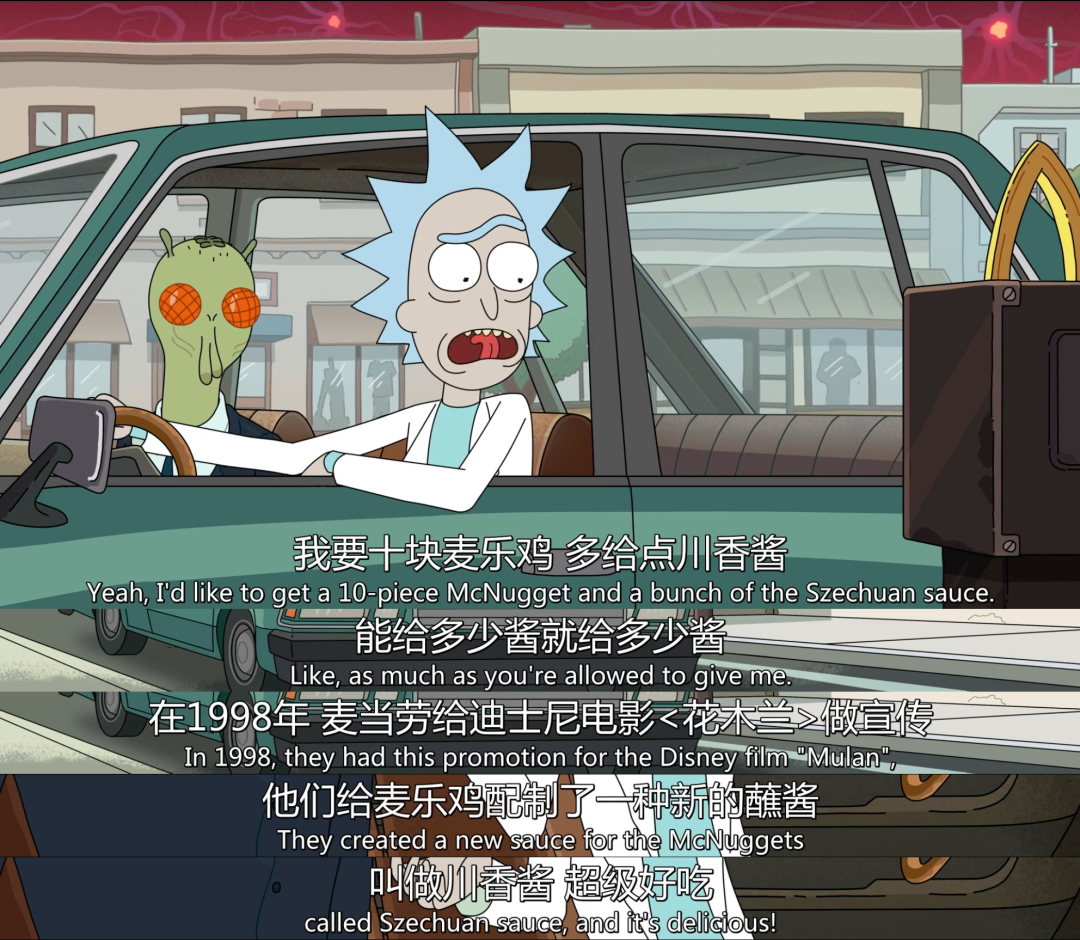 我要十块麦乐鸡 多给点川香酱
Yeah, I'd like to get a 10-piece McNugget and a bunch of the Szechuan sauce.
能给多少酱就给多少酱
Like, as much as you're allowed to give me.
在1998年 麦当劳给迪士尼电影<花木兰>做宣传
In 1998, they had this promotion for the Disney film "Mulan",
他们给麦乐鸡配制了一种新的蘸酱
They created a new sauce for the McNuggets
叫做川香酱 超级好吃
called Szechuan sauce, and it's delicious!